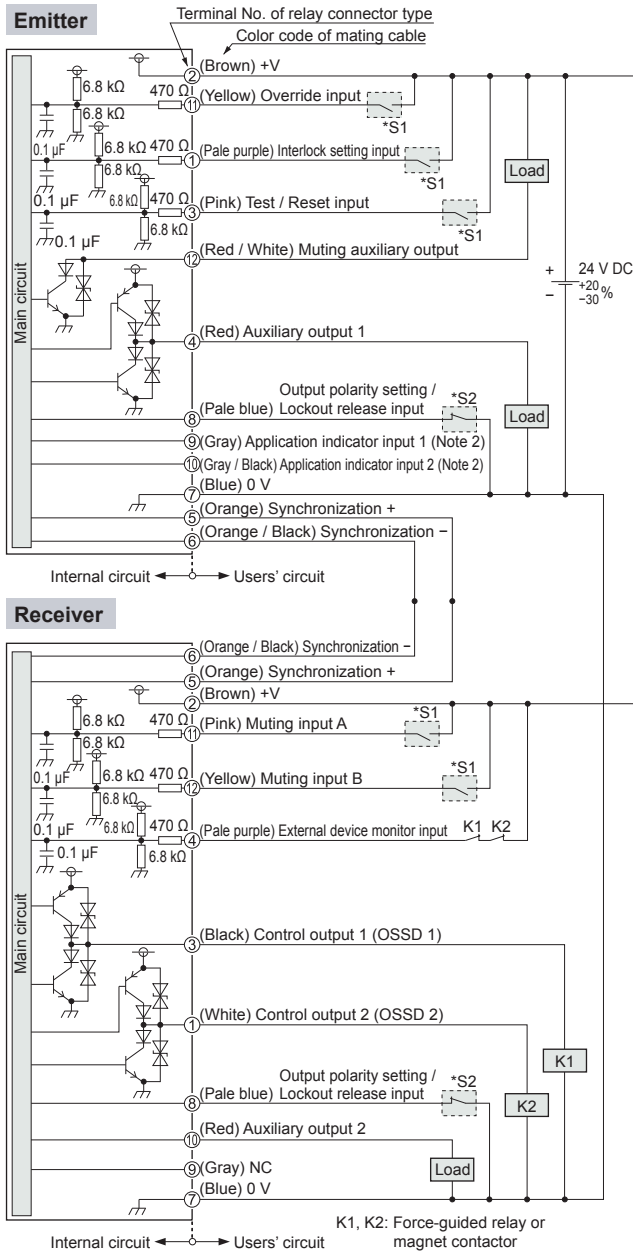 Emitter
Terminal No. of relay connector type
Color code of mating cable
② (Brown) +V
6.8 kΩ
470 Ω
⑪ (Yellow) Override input
*S1
6.8 kΩ
0.1 µF
6.8 kΩ
470 Ω
① (Pale purple) Interlock setting input
*S1
Load
6.8 kΩ
0.1 µF
6.8 kΩ
470 Ω
③ (Pink) Test / Reset input
*S1
6.8 kΩ
0.1 µF
⑫ (Red / White) Muting auxiliary output
+
−
24 V DC
+20
−30 %
Main circuit
④ (Red) Auxiliary output 1
Output polarity setting /
⑧ (Pale blue) Lockout release input
*S2
Load
⑨ (Gray) Application indicator input 1 (Note 2)
⑩ (Gray / Black) Application indicator input 2 (Note 2)
⑦ (Blue) 0 V
⑤ (Orange) Synchronization +
⑥ (Orange / Black) Synchronization −
Internal circuit
Users' circuit
Receiver
⑥ (Orange / Black) Synchronization -
⑤ (Orange) Synchronization +
② (Brown) +V
6.8 kΩ
470 Ω
⑪ (Pink) Muting input A
*S1
6.8 kΩ
0.1 µF
6.8 kΩ
470 Ω
⑫ (Yellow) Muting input B
*S1
6.8 kΩ
0.1 µF
6.8 kΩ
470 Ω
④ (Pale purple) External device monitor input
K1 K2
6.8 kΩ
0.1 µF
Main circuit
③ (Black) Control output 1 (OSSD 1)
① (White) Control output 2 (OSSD 2)
K1
Output polarity setting /
⑧ (Pale blue) Lockout release input
*S2
K2
⑩ (Red) Auxiliary output 2
⑨ (Gray) NC
Load
⑦ (Blue) 0 V
K1, K2: Force-guided relay or
magnet contactor
Internal circuit
Users' circuit